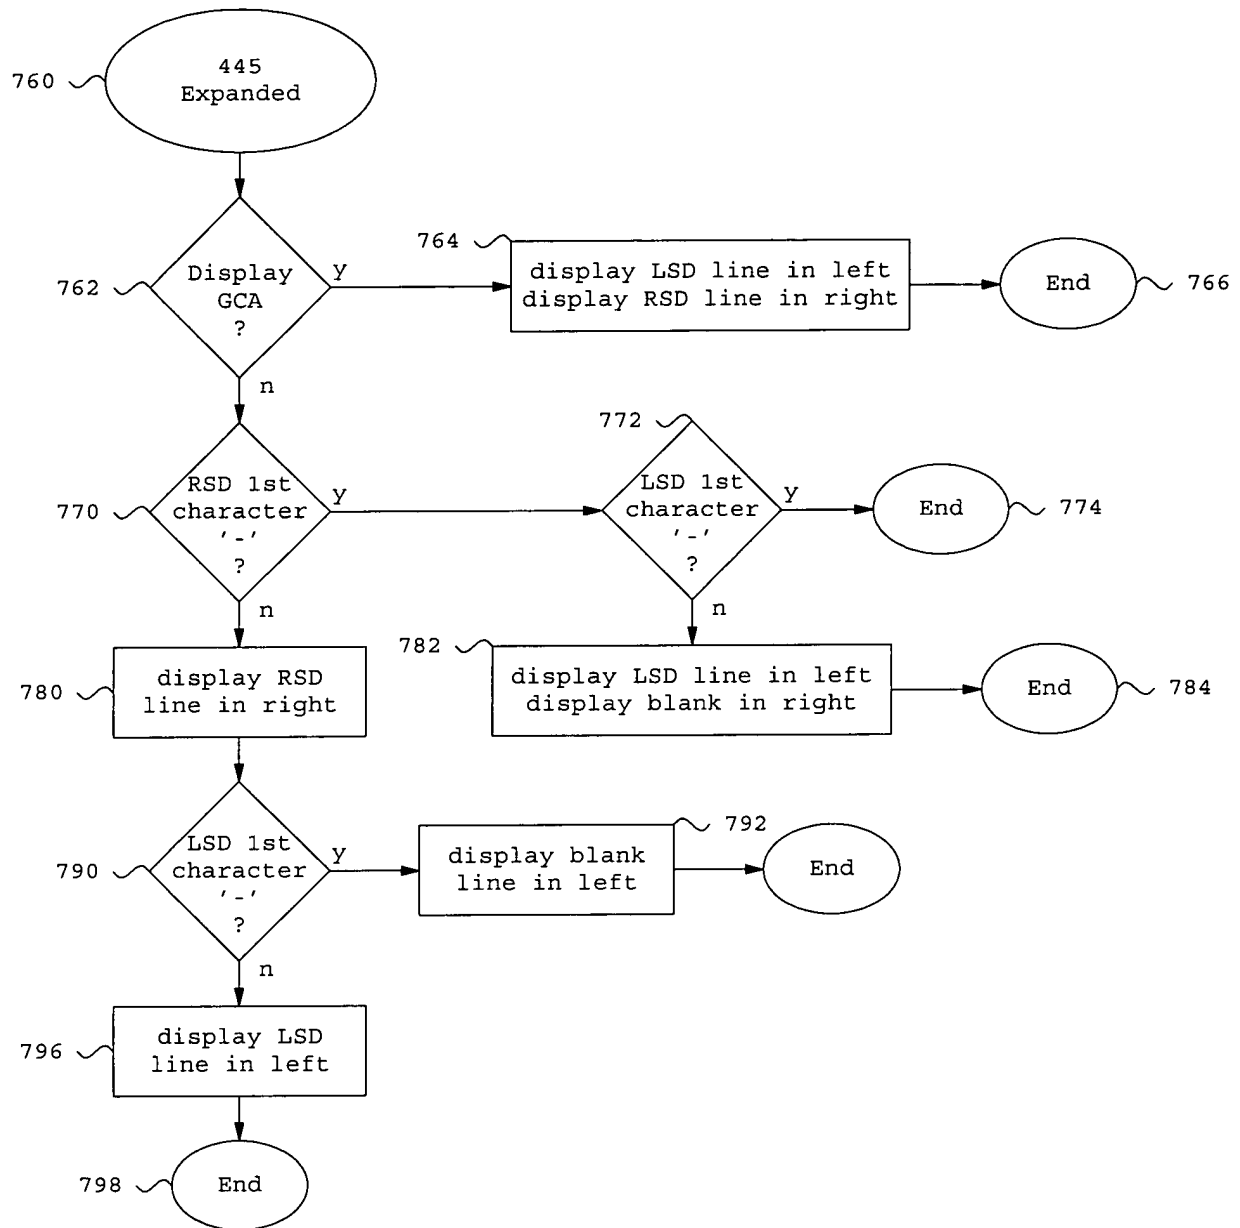 760
445
Expanded
762
Display
GCA
?
y
n
764
display LSD line in left
display RSD line in right
End
766
770
RSD 1st
character
'-'
?
y
n
772
LSD 1st
character
'-'
?
y
n
End
774
780
display RSD
line in right
782
display LSD line in left
display blank in right
End
784
790
LSD 1st
character
'-'
?
y
n
792
display blank
line in left
End
796
display LSD
line in left
798
End